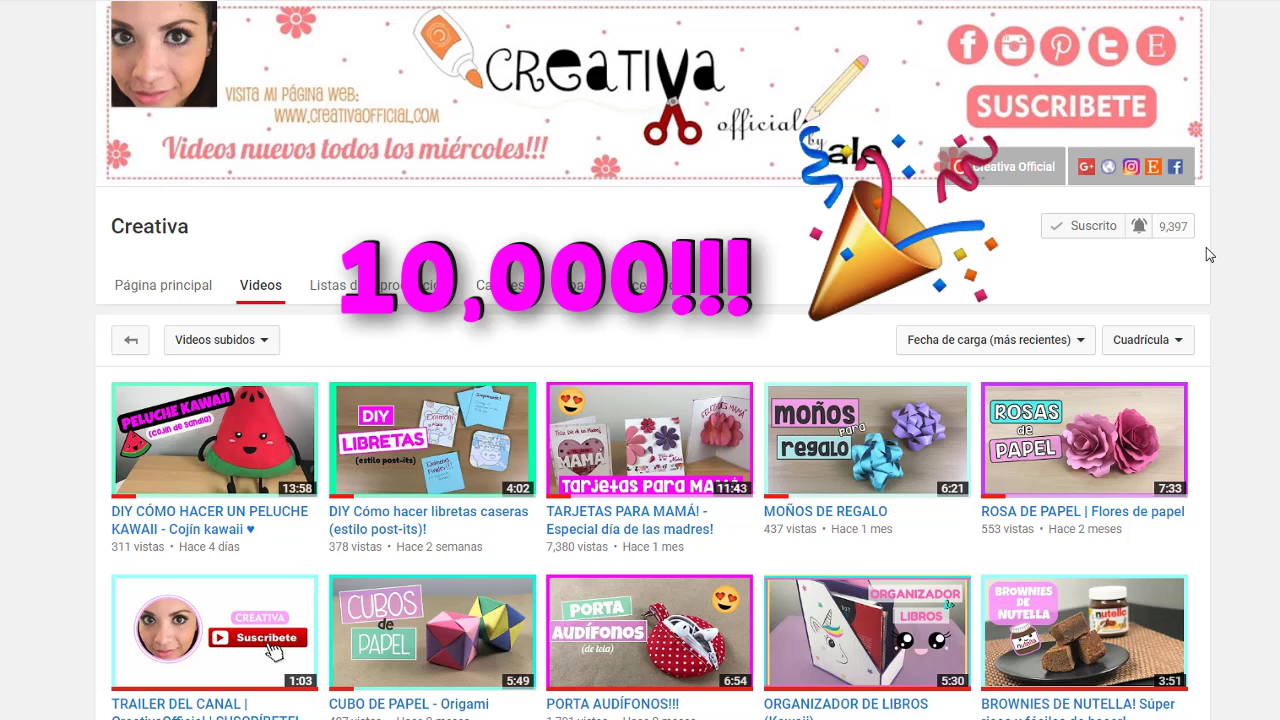 VISITA MI PÁGINA WEB:
WWW.CREATIVAOFFICIAL.COM
Videos nuevos todos los miércoles!!!
CREATIVA
official
by
ale
SUSCRIBETE
Creativa Official
Creativa
Suscrito
9,397
10,000!!!
Página principal
Videos
Videos subidos
Fecha de carga (más recientes)
Cuadrícula
PELUCHE KAWAII
(COJÍN DE SANDÍA)
13:58
DIY
LIBRETAS
(estilo post-its)
4:02
MAMÁ
TARJETAS PARA MAMÁ
11:43
moños
para
regalo
6:21
ROSAS
DE
PAPEL
7:33
DIY CÓMO HACER UN PELUCHE
KAWAII - Cojín kawaii ♥
311 vistas • Hace 4 días
DIY Cómo hacer libretas caseras
(estilo post-its)!
378 vistas • Hace 2 semanas
TARJETAS PARA MAMÁ! -
Especial día de las madres!
7,380 vistas • Hace 1 mes
MOÑOS DE REGALO
437 vistas • Hace 1 mes
ROSA DE PAPEL | Flores de papel
553 vistas • Hace 2 meses
CREATIVA
Suscribete
1:03
CUBOS
de
PAPEL
5:49
PORTA
AUDÍFONOS
(de tela)
6:54
ORGANIZADOR
DE
LIBROS
5:30
BROWNIES
DE
NUTELLA
nutella
3:51
TRAILER DEL CANAL |
CUBO DE PAPEL - Origami
PORTA AUDÍFONOS!!!
ORGANIZADOR DE LIBROS
BROWNIES DE NUTELLA! Súper